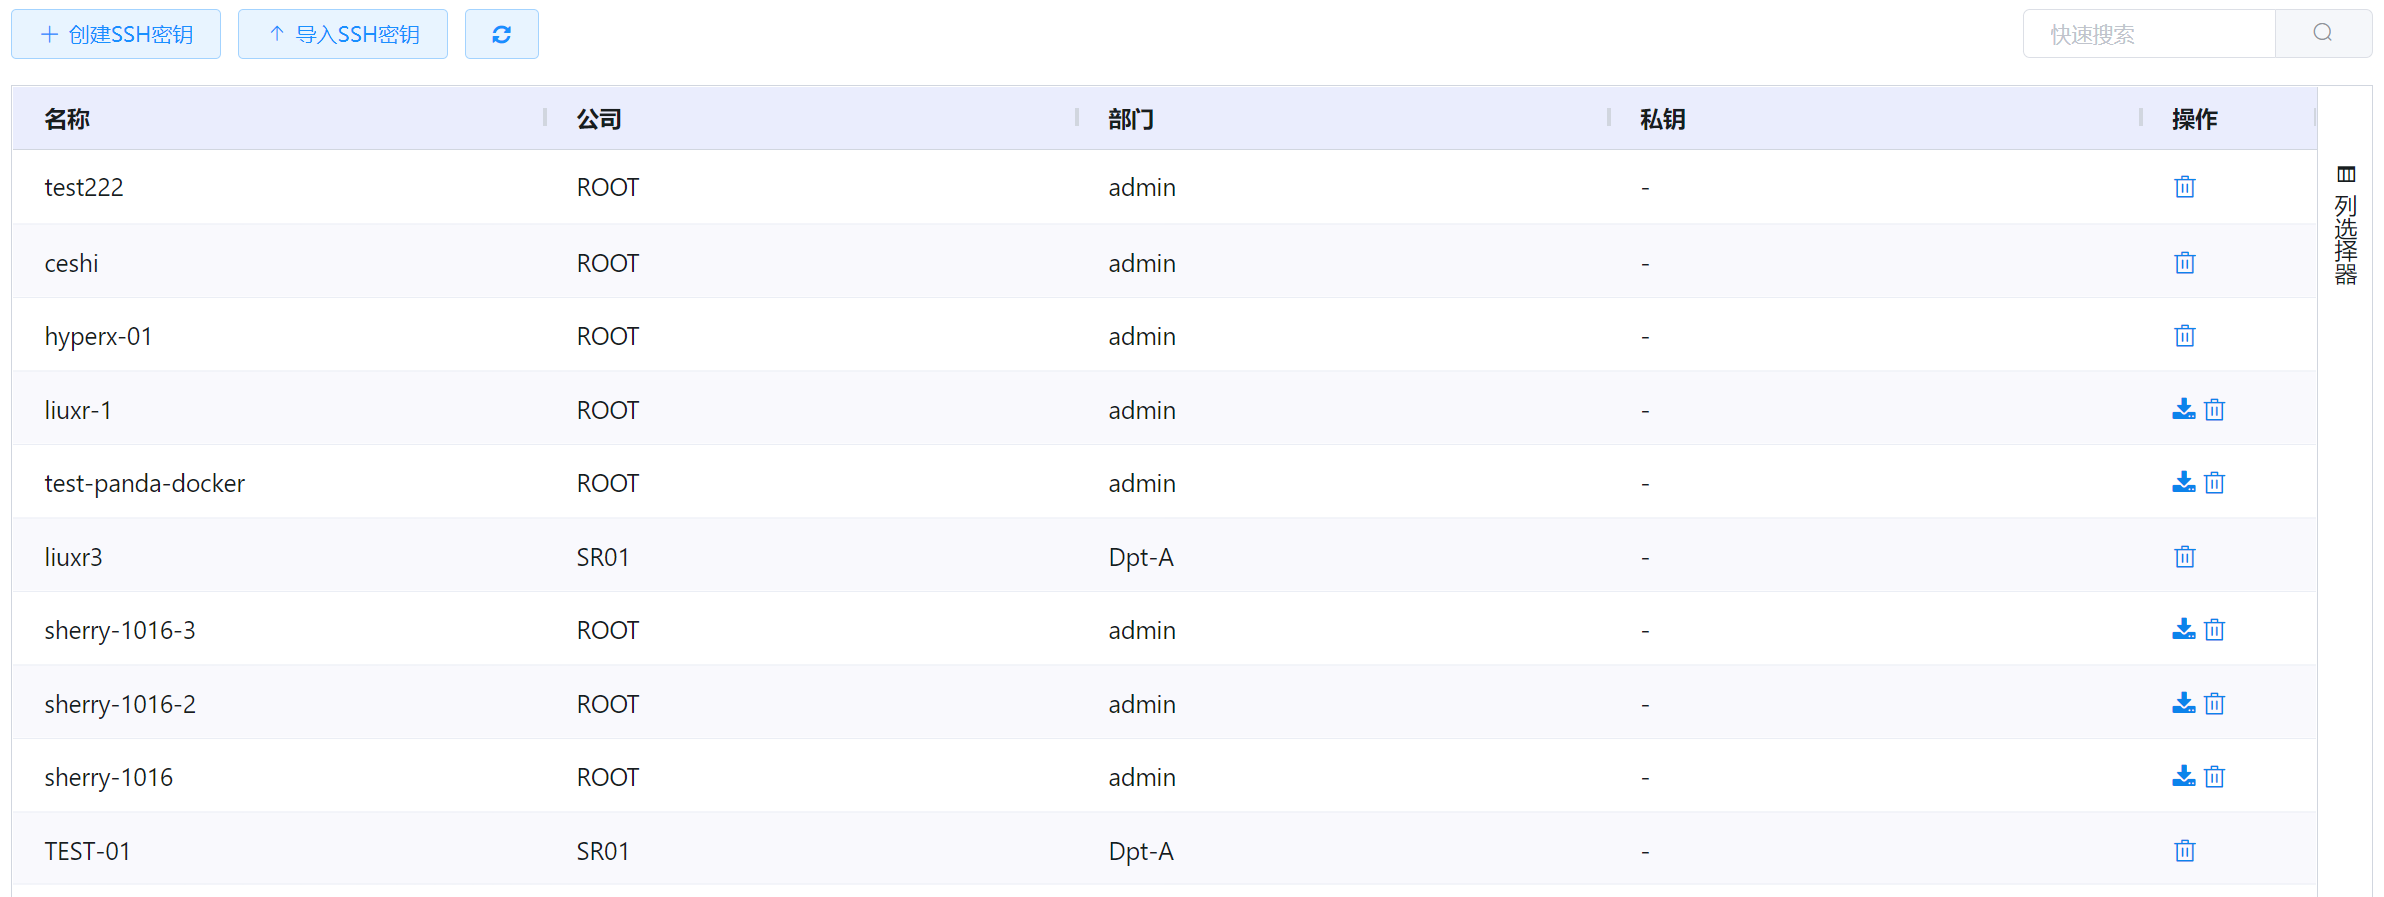 创建SSH密钥 导入SSH密钥 快速搜索
名称 公司 部门 私钥 操作
test222 ROOT admin -
ceshi ROOT admin -
hyperx-01 ROOT admin -
liuxr-1 ROOT admin -
test-panda-docker ROOT admin -
liuxr3 SR01 Dpt-A -
sherry-1016-3 ROOT admin -
sherry-1016-2 ROOT admin -
sherry-1016 ROOT admin -
TEST-01 SR01 Dpt-A -
列选择器